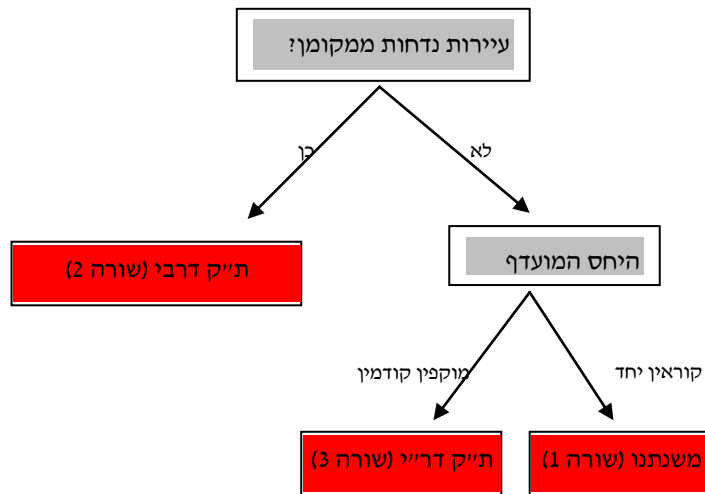 עיירות נדחות ממקומן?
לא
כן
היחס המועדף
ת״ק דרבי (שורה 2)
קוראין יחד
מוקפין קודמין
משנתנו (שורה 1)
ת״ק דר״י (שורה 3)